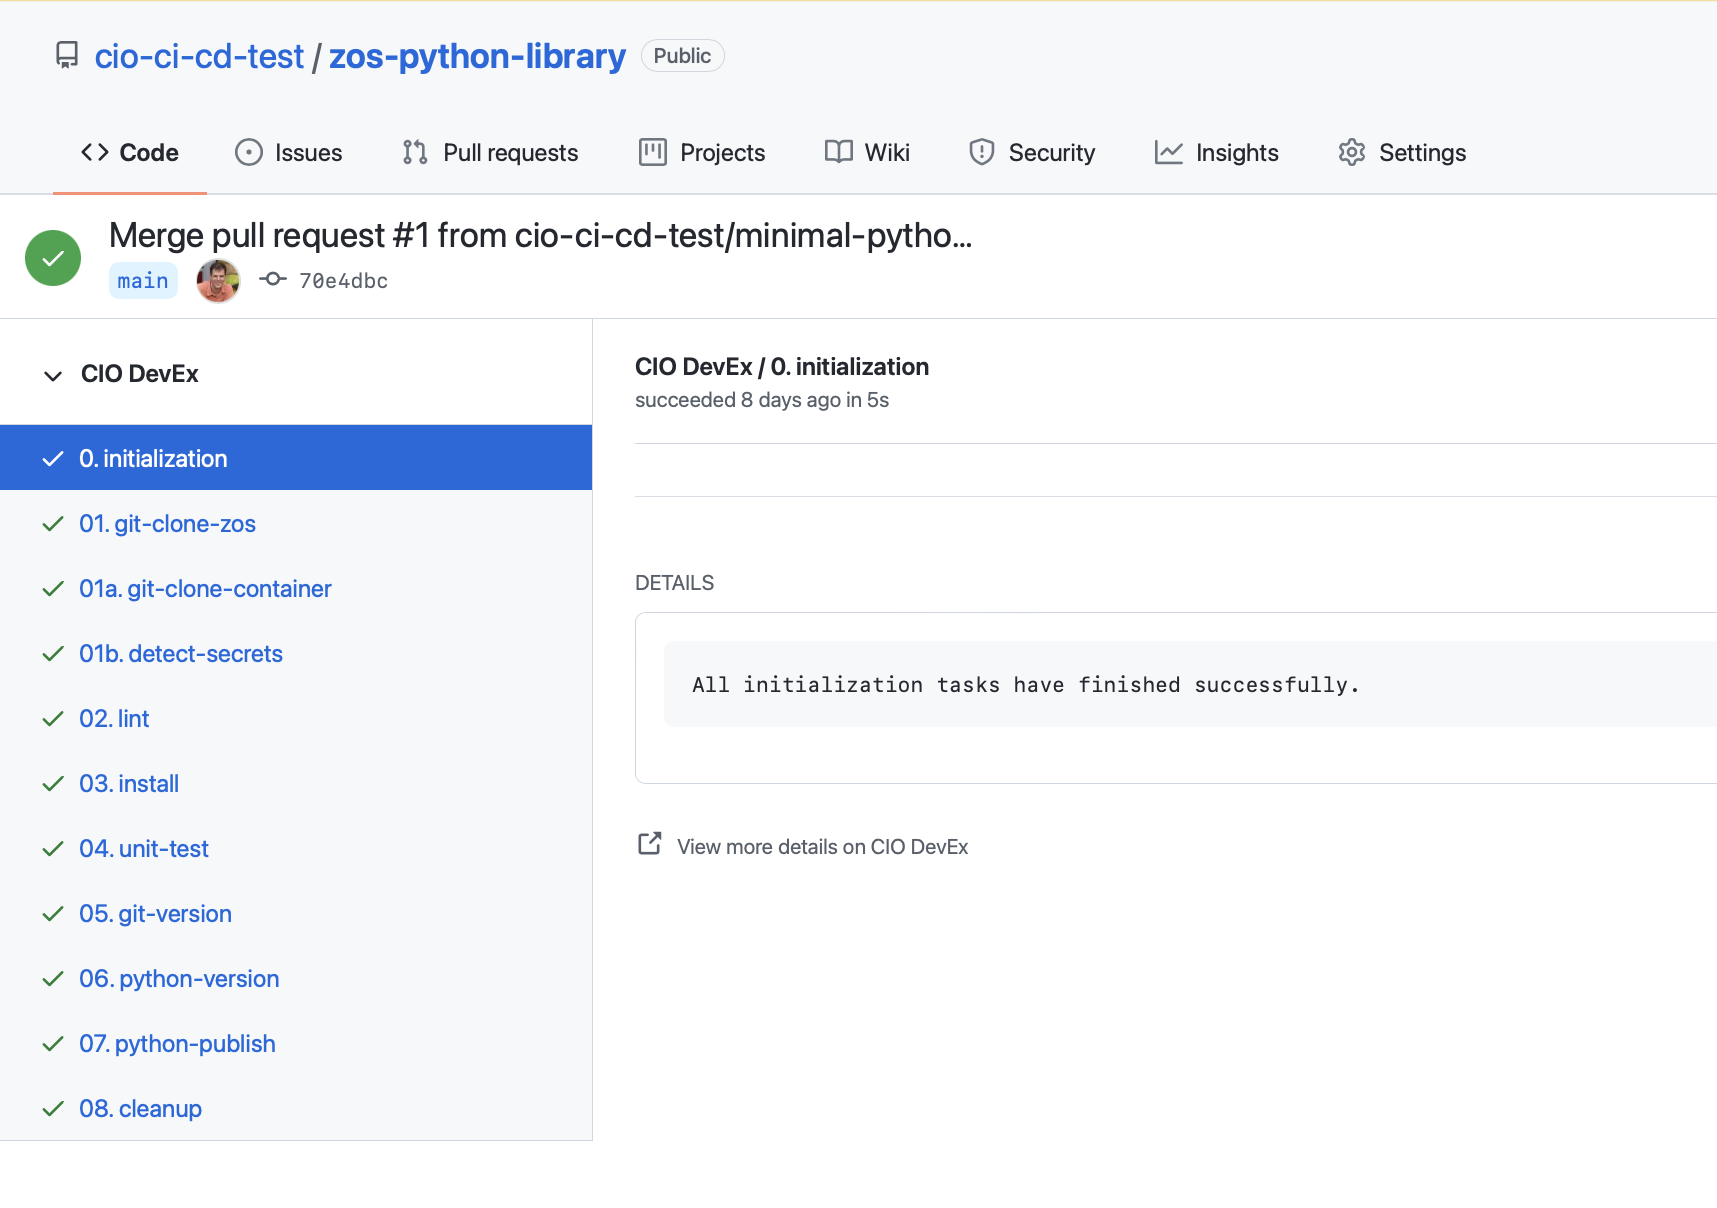 cio-ci-cd-test / zos-python-library Public
Code Issues Pull requests Projects Wiki Security Insights Settings
Merge pull request #1 from cio-ci-cd-test/minimal-pytho...
main 70e4dbc
CIO DevEx
0. initialization
01. git-clone-zos
01a. git-clone-container
01b. detect-secrets
02. lint
03. install
04. unit-test
05. git-version
06. python-version
07. python-publish
08. cleanup
CIO DevEx / 0. initialization
succeeded 8 days ago in 5s
DETAILS
All initialization tasks have finished successfully.
View more details on CIO DevEx